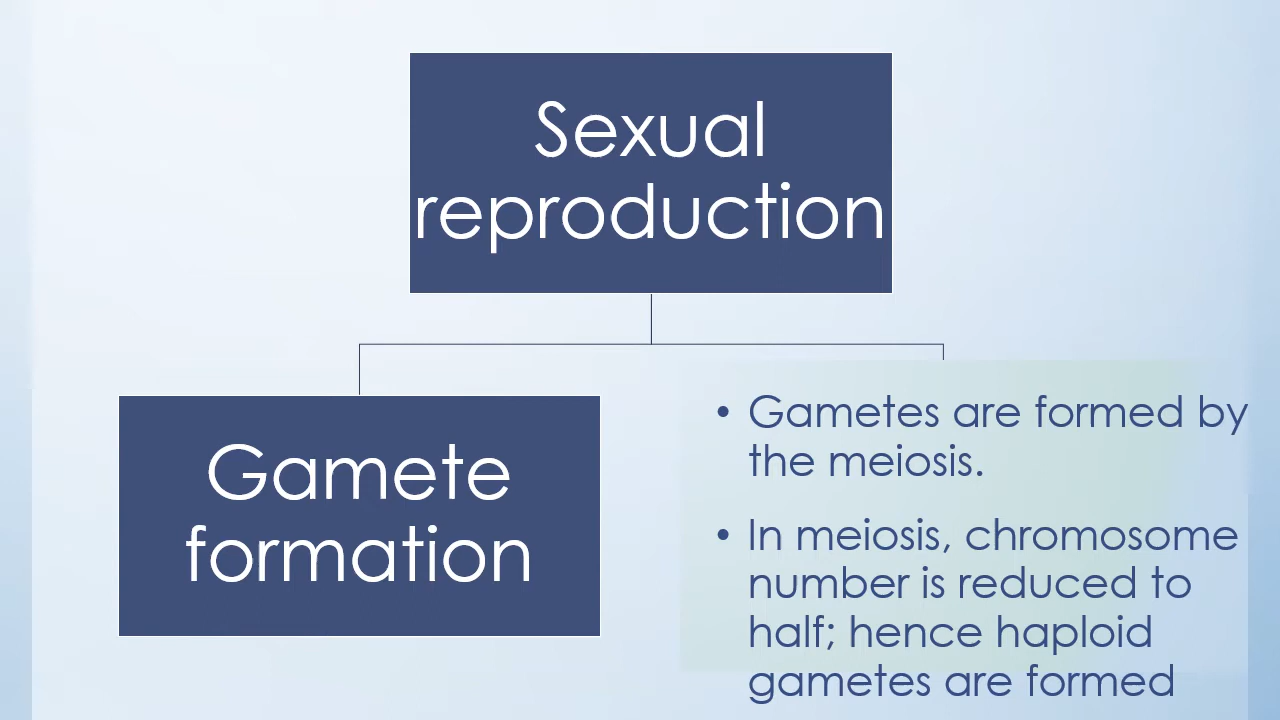 Sexual
reproduction
Gamete
formation
• Gametes are formed by
the meiosis.
• In meiosis, chromosome
number is reduced to
half; hence haploid
gametes are formed